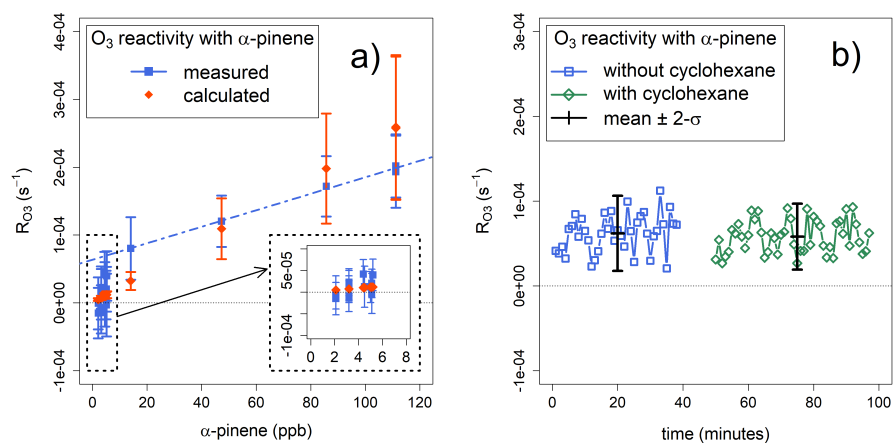 O₃ reactivity with α-pinene
measured
calculated
a)
R_O3 (s⁻¹)
4e-04
3e-04
2e-04
1e-04
0e+00
-1e-04
0 20 40 60 80 100 120
α-pinene (ppb)
5e-05
-1e-04
0 2 4 6 8
O₃ reactivity with α-pinene
without cyclohexane
with cyclohexane
mean ± 2-σ
b)
R_O3 (s⁻¹)
3e-04
2e-04
1e-04
0e+00
-1e-04
0 20 40 60 80 100
time (minutes)